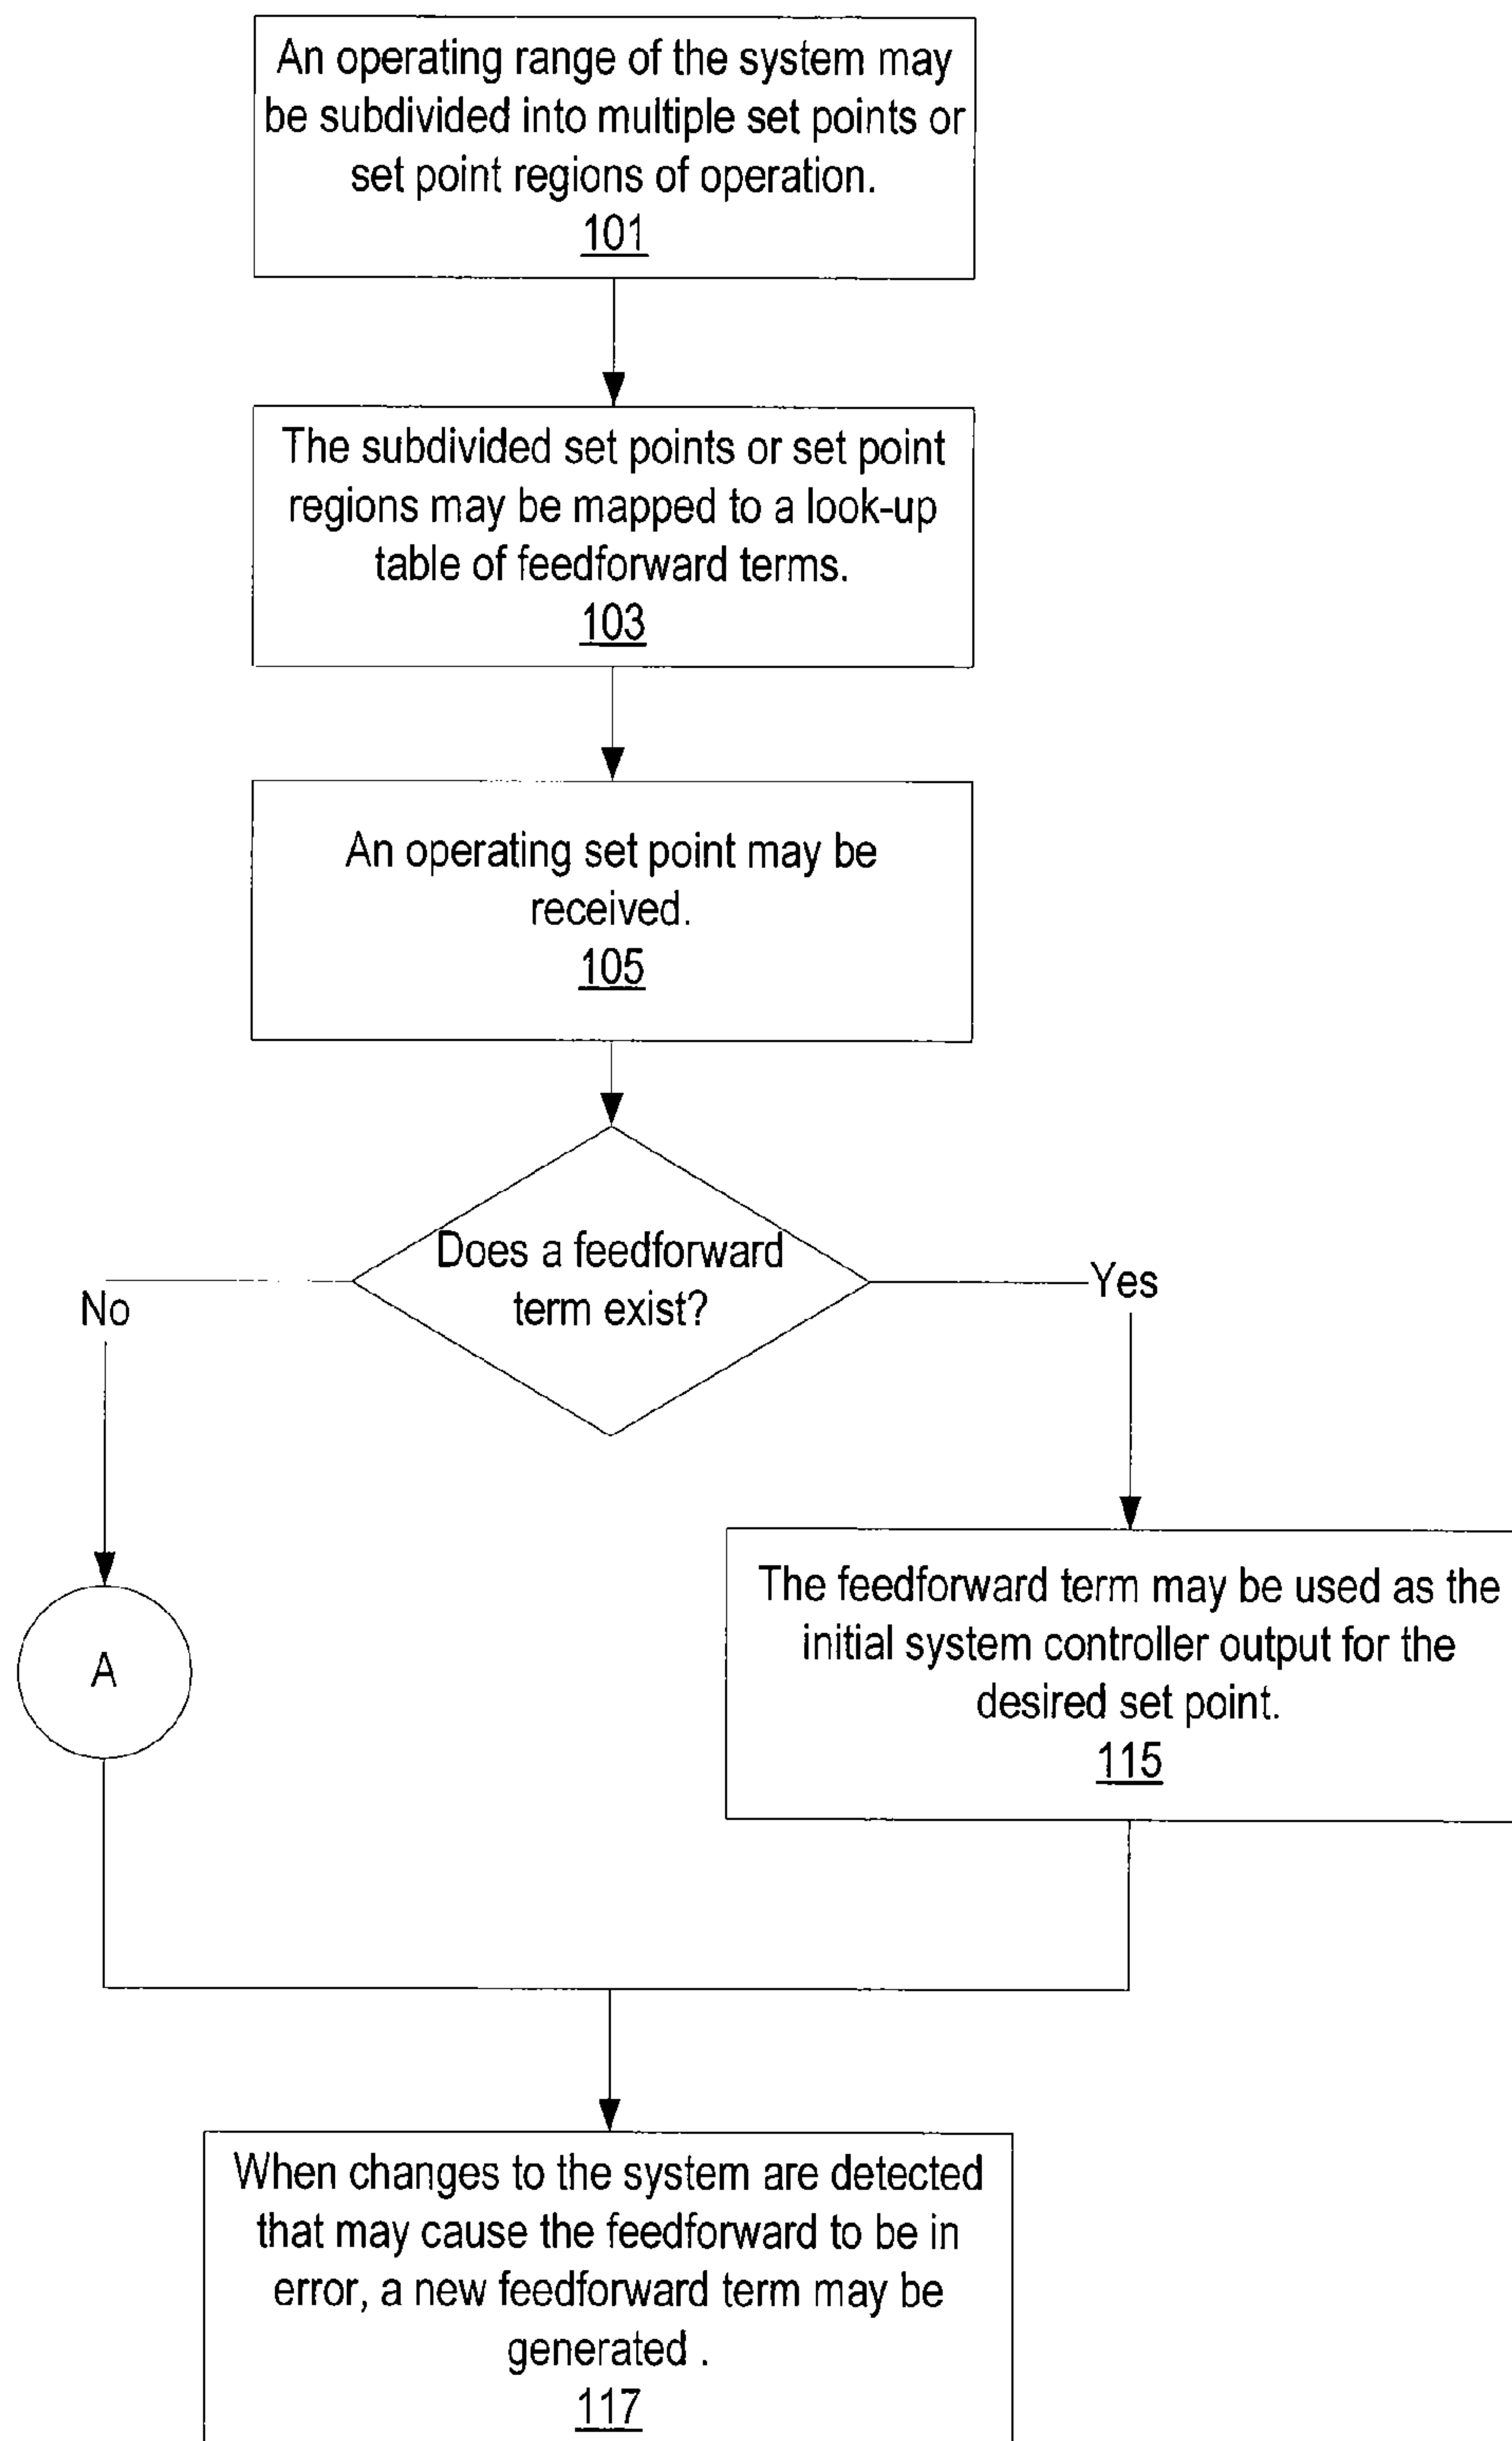 An operating range of the system may
be subdivided into multiple set points or
set point regions of operation.
101
The subdivided set points or set point
regions may be mapped to a look-up
table of feedforward terms.
103
An operating set point may be
received.
105
Does a feedforward
term exist?
No
Yes
A
The feedforward term may be used as the
initial system controller output for the
desired set point.
115
When changes to the system are detected
that may cause the feedforward to be in
error, a new feedforward term may be
generated .
117